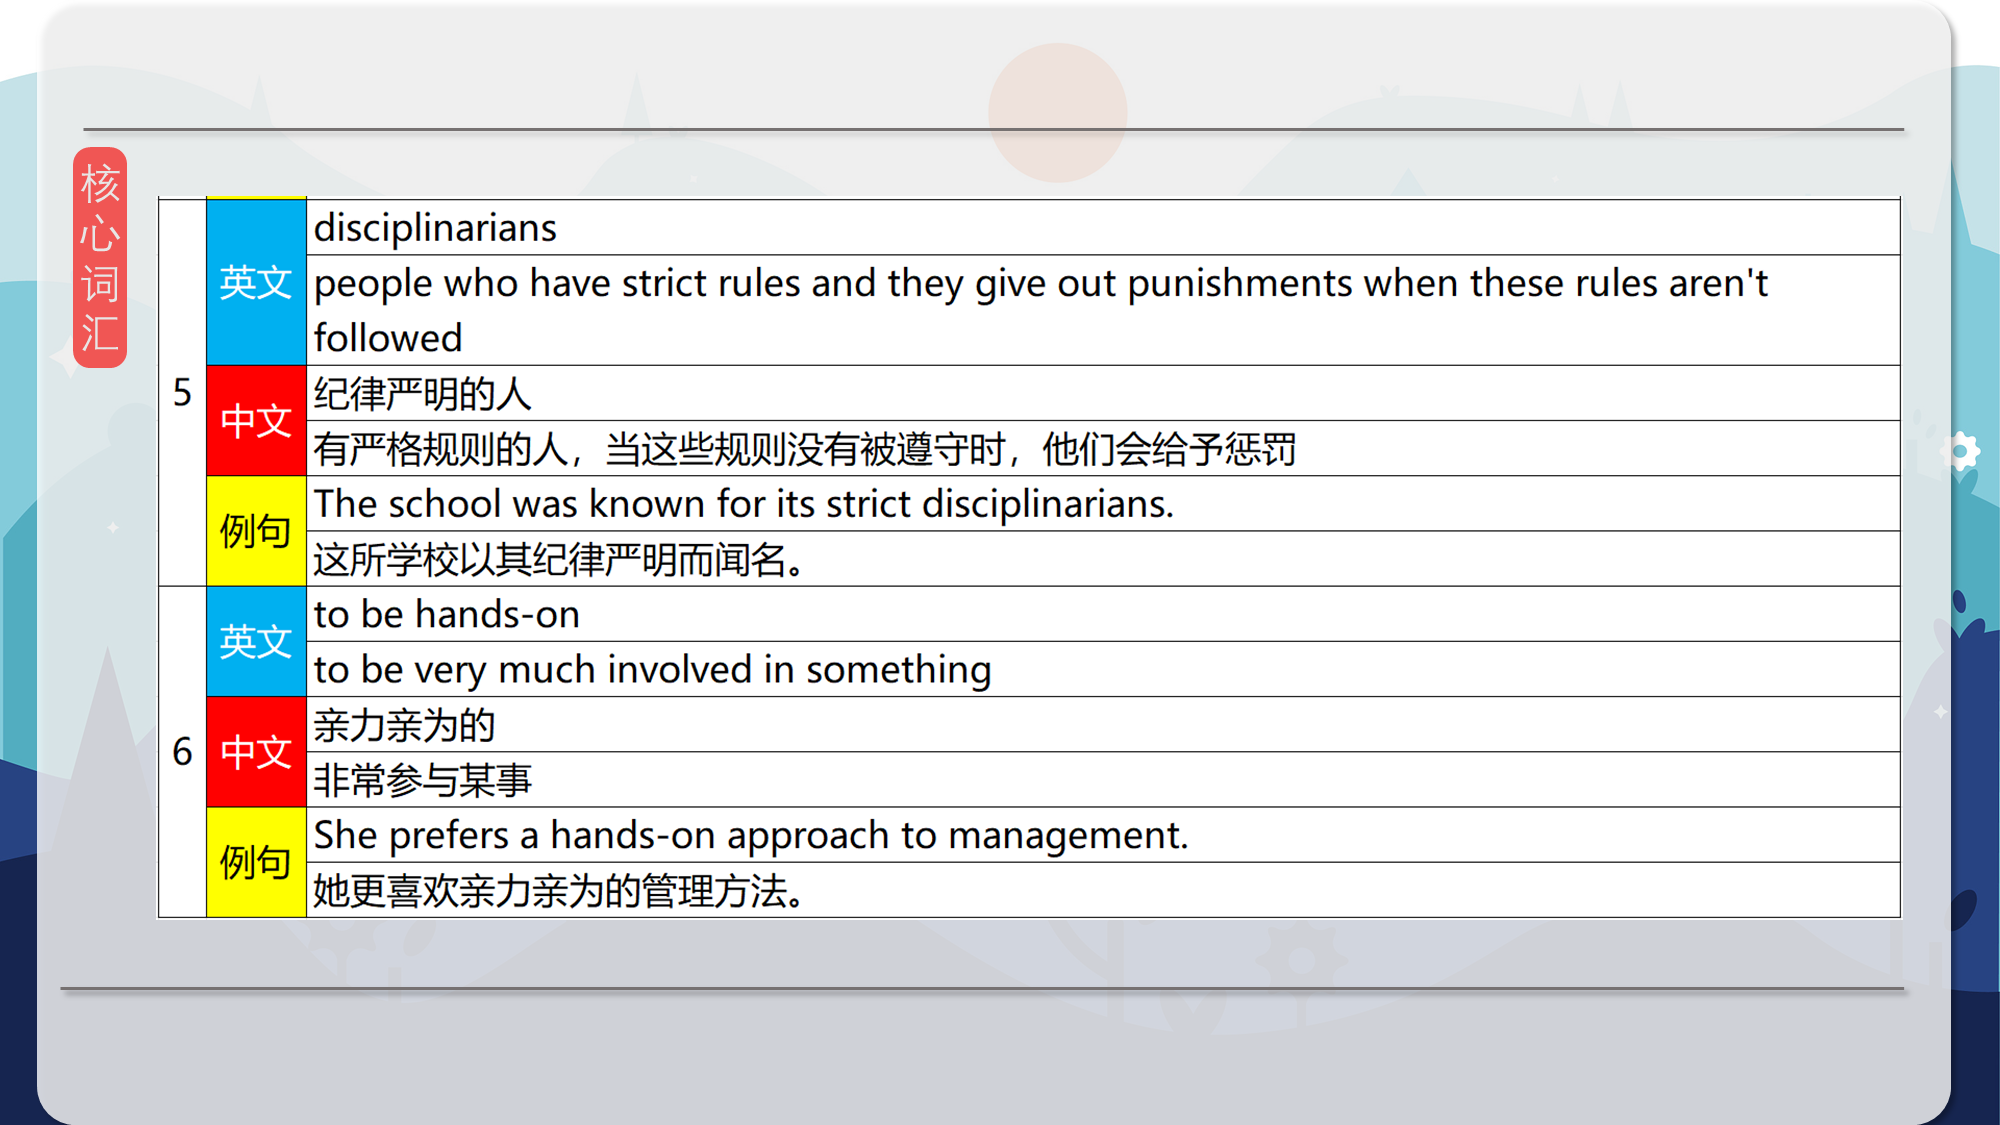 核心词汇
5
英文
disciplinarians
people who have strict rules and they give out punishments when these rules aren't
followed
中文
纪律严明的人
有严格规则的人，当这些规则没有被遵守时，他们会给予惩罚
例句
The school was known for its strict disciplinarians.
这所学校以其纪律严明而闻名。
6
英文
to be hands-on
to be very much involved in something
中文
亲力亲为的
非常参与某事
例句
She prefers a hands-on approach to management.
她更喜欢亲力亲为的管理方法。